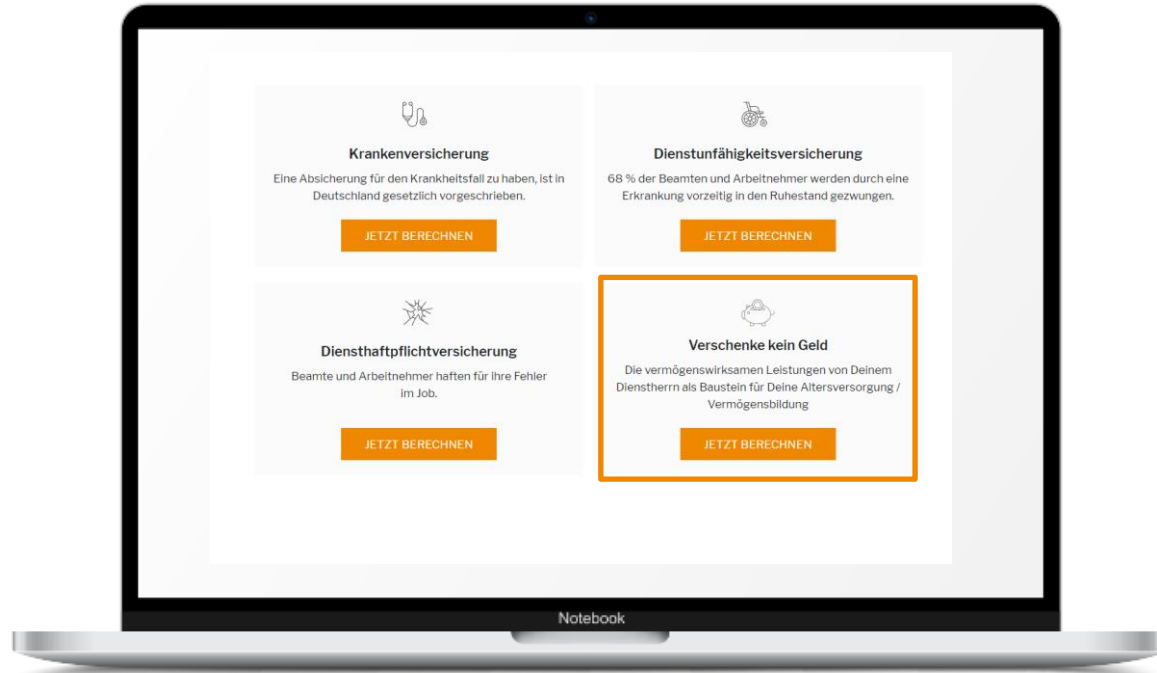 Krankenversicherung
Eine Absicherung für den Krankheitsfall zu haben, ist in
Deutschland gesetzlich vorgeschrieben.
JETZT BERECHNEN
Dienstunfähigkeitsversicherung
68 % der Beamten und Arbeitnehmer werden durch eine
Erkrankung vorzeitig in den Ruhestand gezwungen.
JETZT BERECHNEN
Diensthaftpflichtversicherung
Beamte und Arbeitnehmer haften für ihre Fehler
im Job.
JETZT BERECHNEN
Verschenke kein Geld
Die vermögenswirksamen Leistungen von Deinem
Dienstherrn als Baustein für Deine Altersversorgung /
Vermögensbildung
JETZT BERECHNEN
Notebook